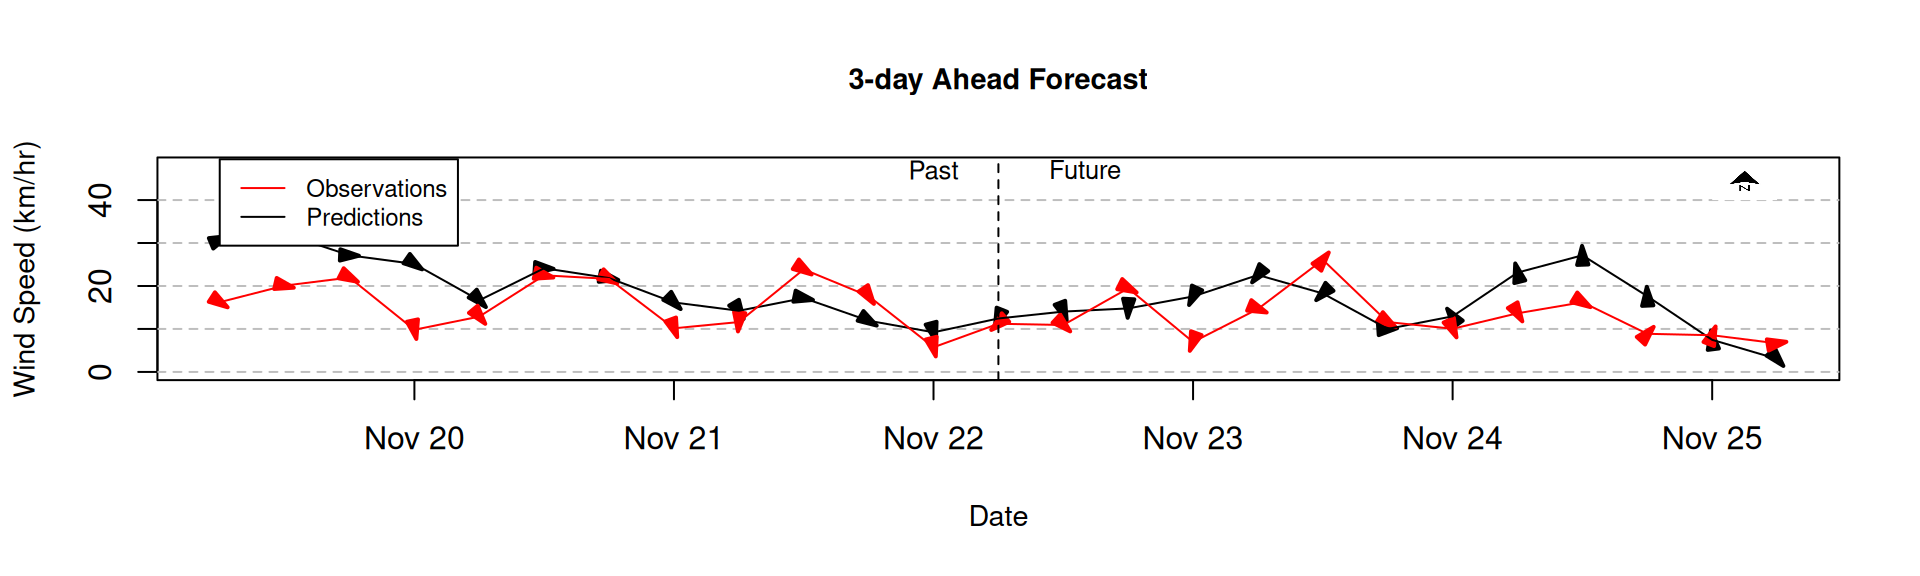 3-day Ahead Forecast
Wind Speed (km/hr)
40
20
0
Observations
Predictions
Past
Future
N
Nov 20
Nov 21
Nov 22
Nov 23
Nov 24
Nov 25
Date